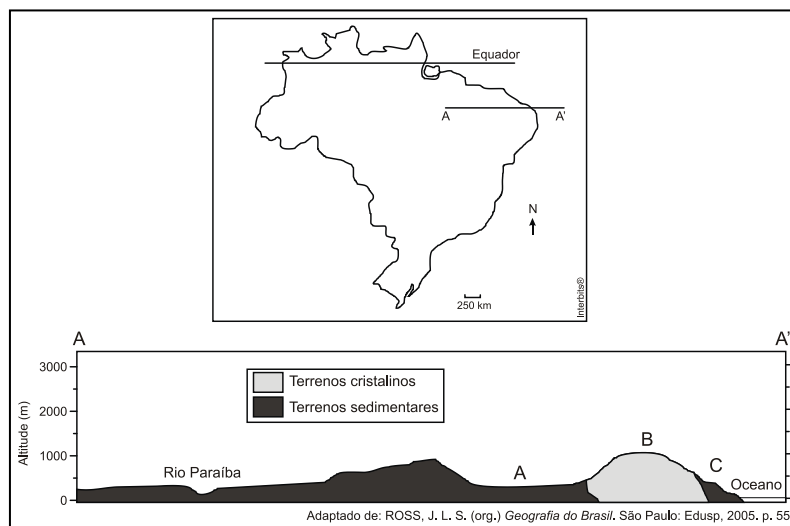 Equador
A A'
N
250 km
Interbits®
A A'
Altitude (m)
3000
2000
1000
0
Terrenos cristalinos
Terrenos sedimentares
Rio Paraíba
A
B
C
Oceano
Adaptado de: ROSS, J. L. S. (org.) Geografia do Brasil. São Paulo: Edusp, 2005. p. 55